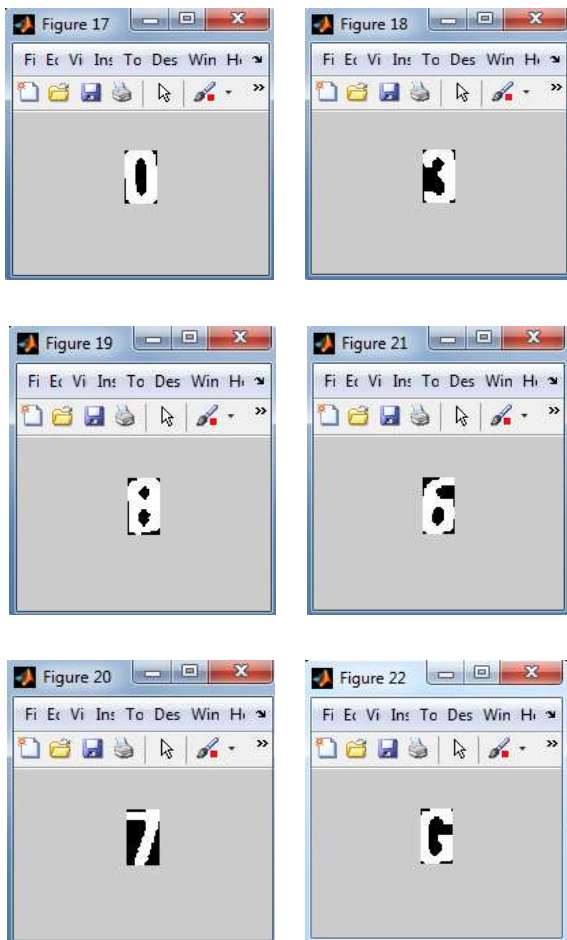 Figure 17
Fi Ec Vi Ins To Des Win H
0
Figure 18
Fi Ec Vi Ins To Des Win H
3
Figure 19
Fi Ec Vi Ins To Des Win H
8
Figure 21
Fi Ec Vi Ins To Des Win H
6
Figure 20
Fi Ec Vi Ins To Des Win H
7
Figure 22
Fi Ec Vi Ins To Des Win H
G